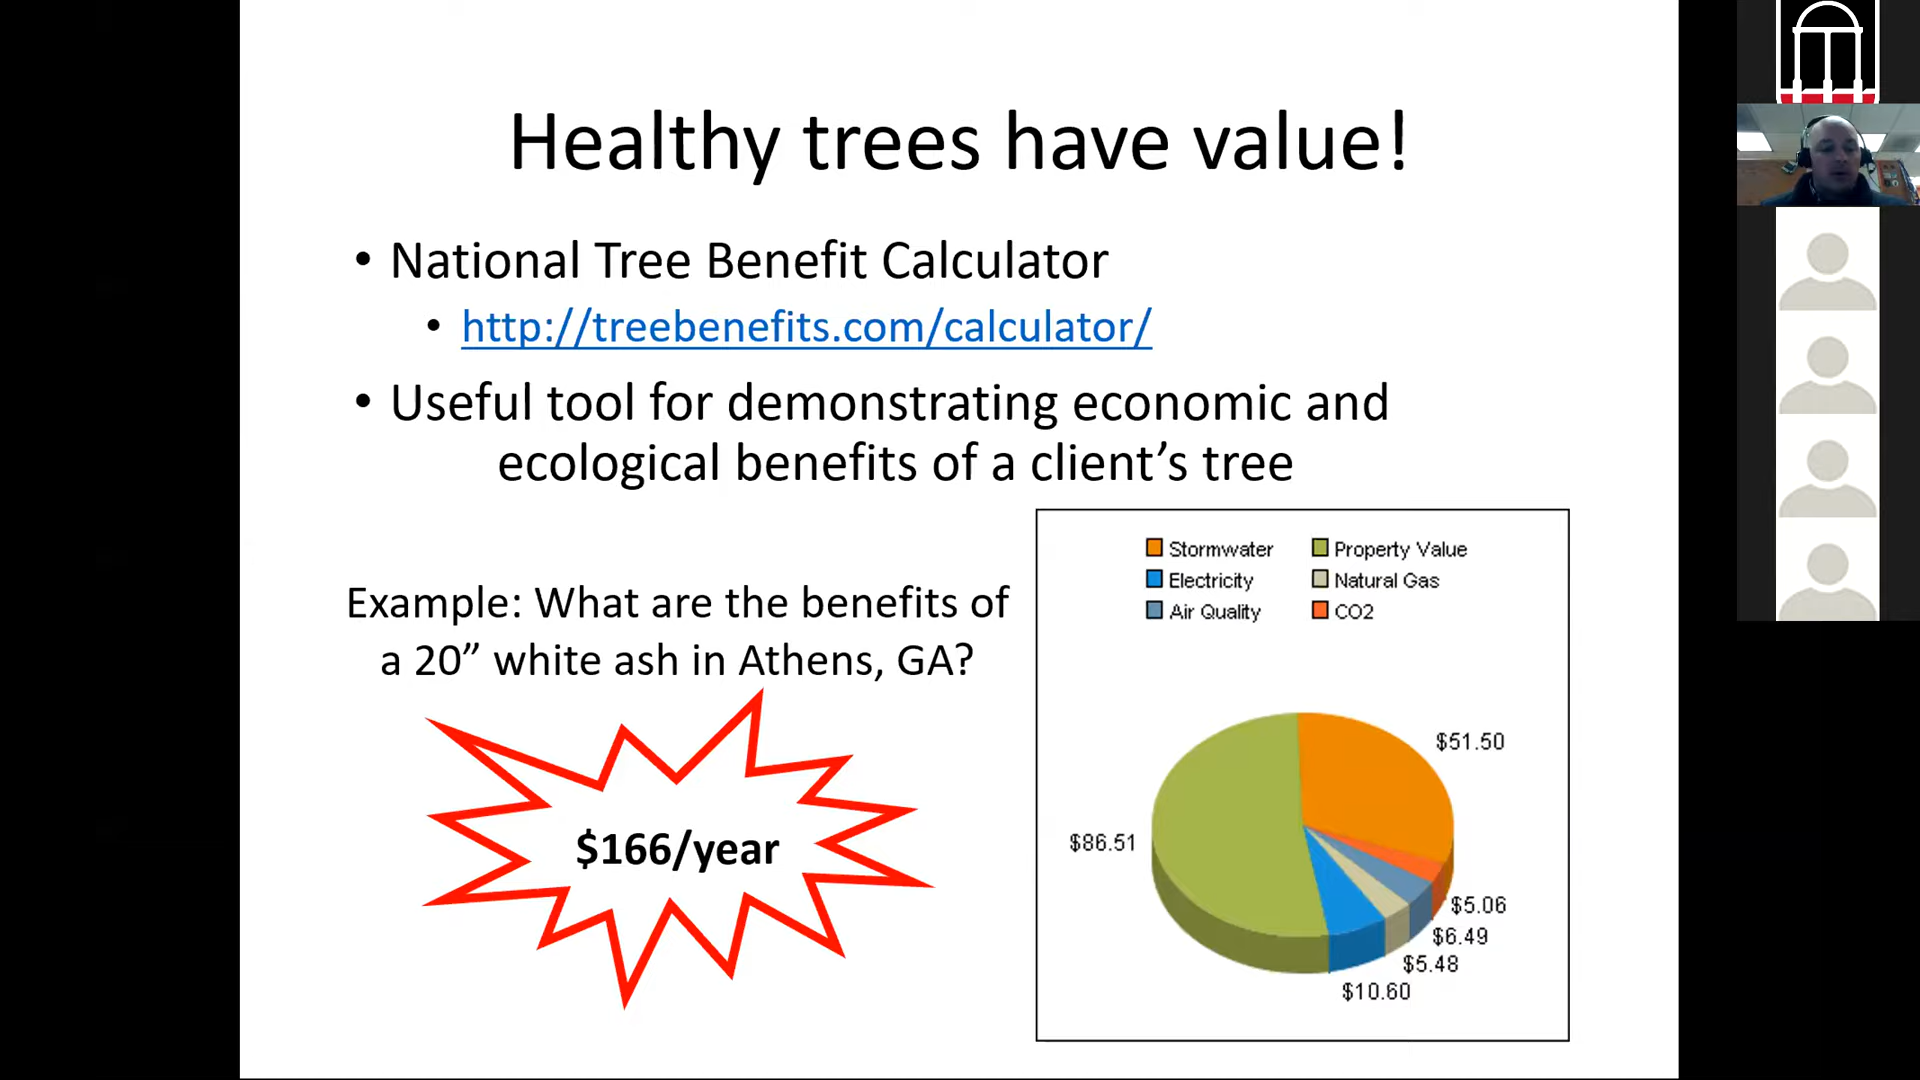 Healthy trees have value!
• National Tree Benefit Calculator
• http://treebenefits.com/calculator/
• Useful tool for demonstrating economic and
ecological benefits of a client’s tree
Example: What are the benefits of
a 20” white ash in Athens, GA?
$166/year
Stormwater
Property Value
Electricity
Natural Gas
Air Quality
CO2
$51.50
$86.51
$5.06
$6.49
$5.48
$10.60